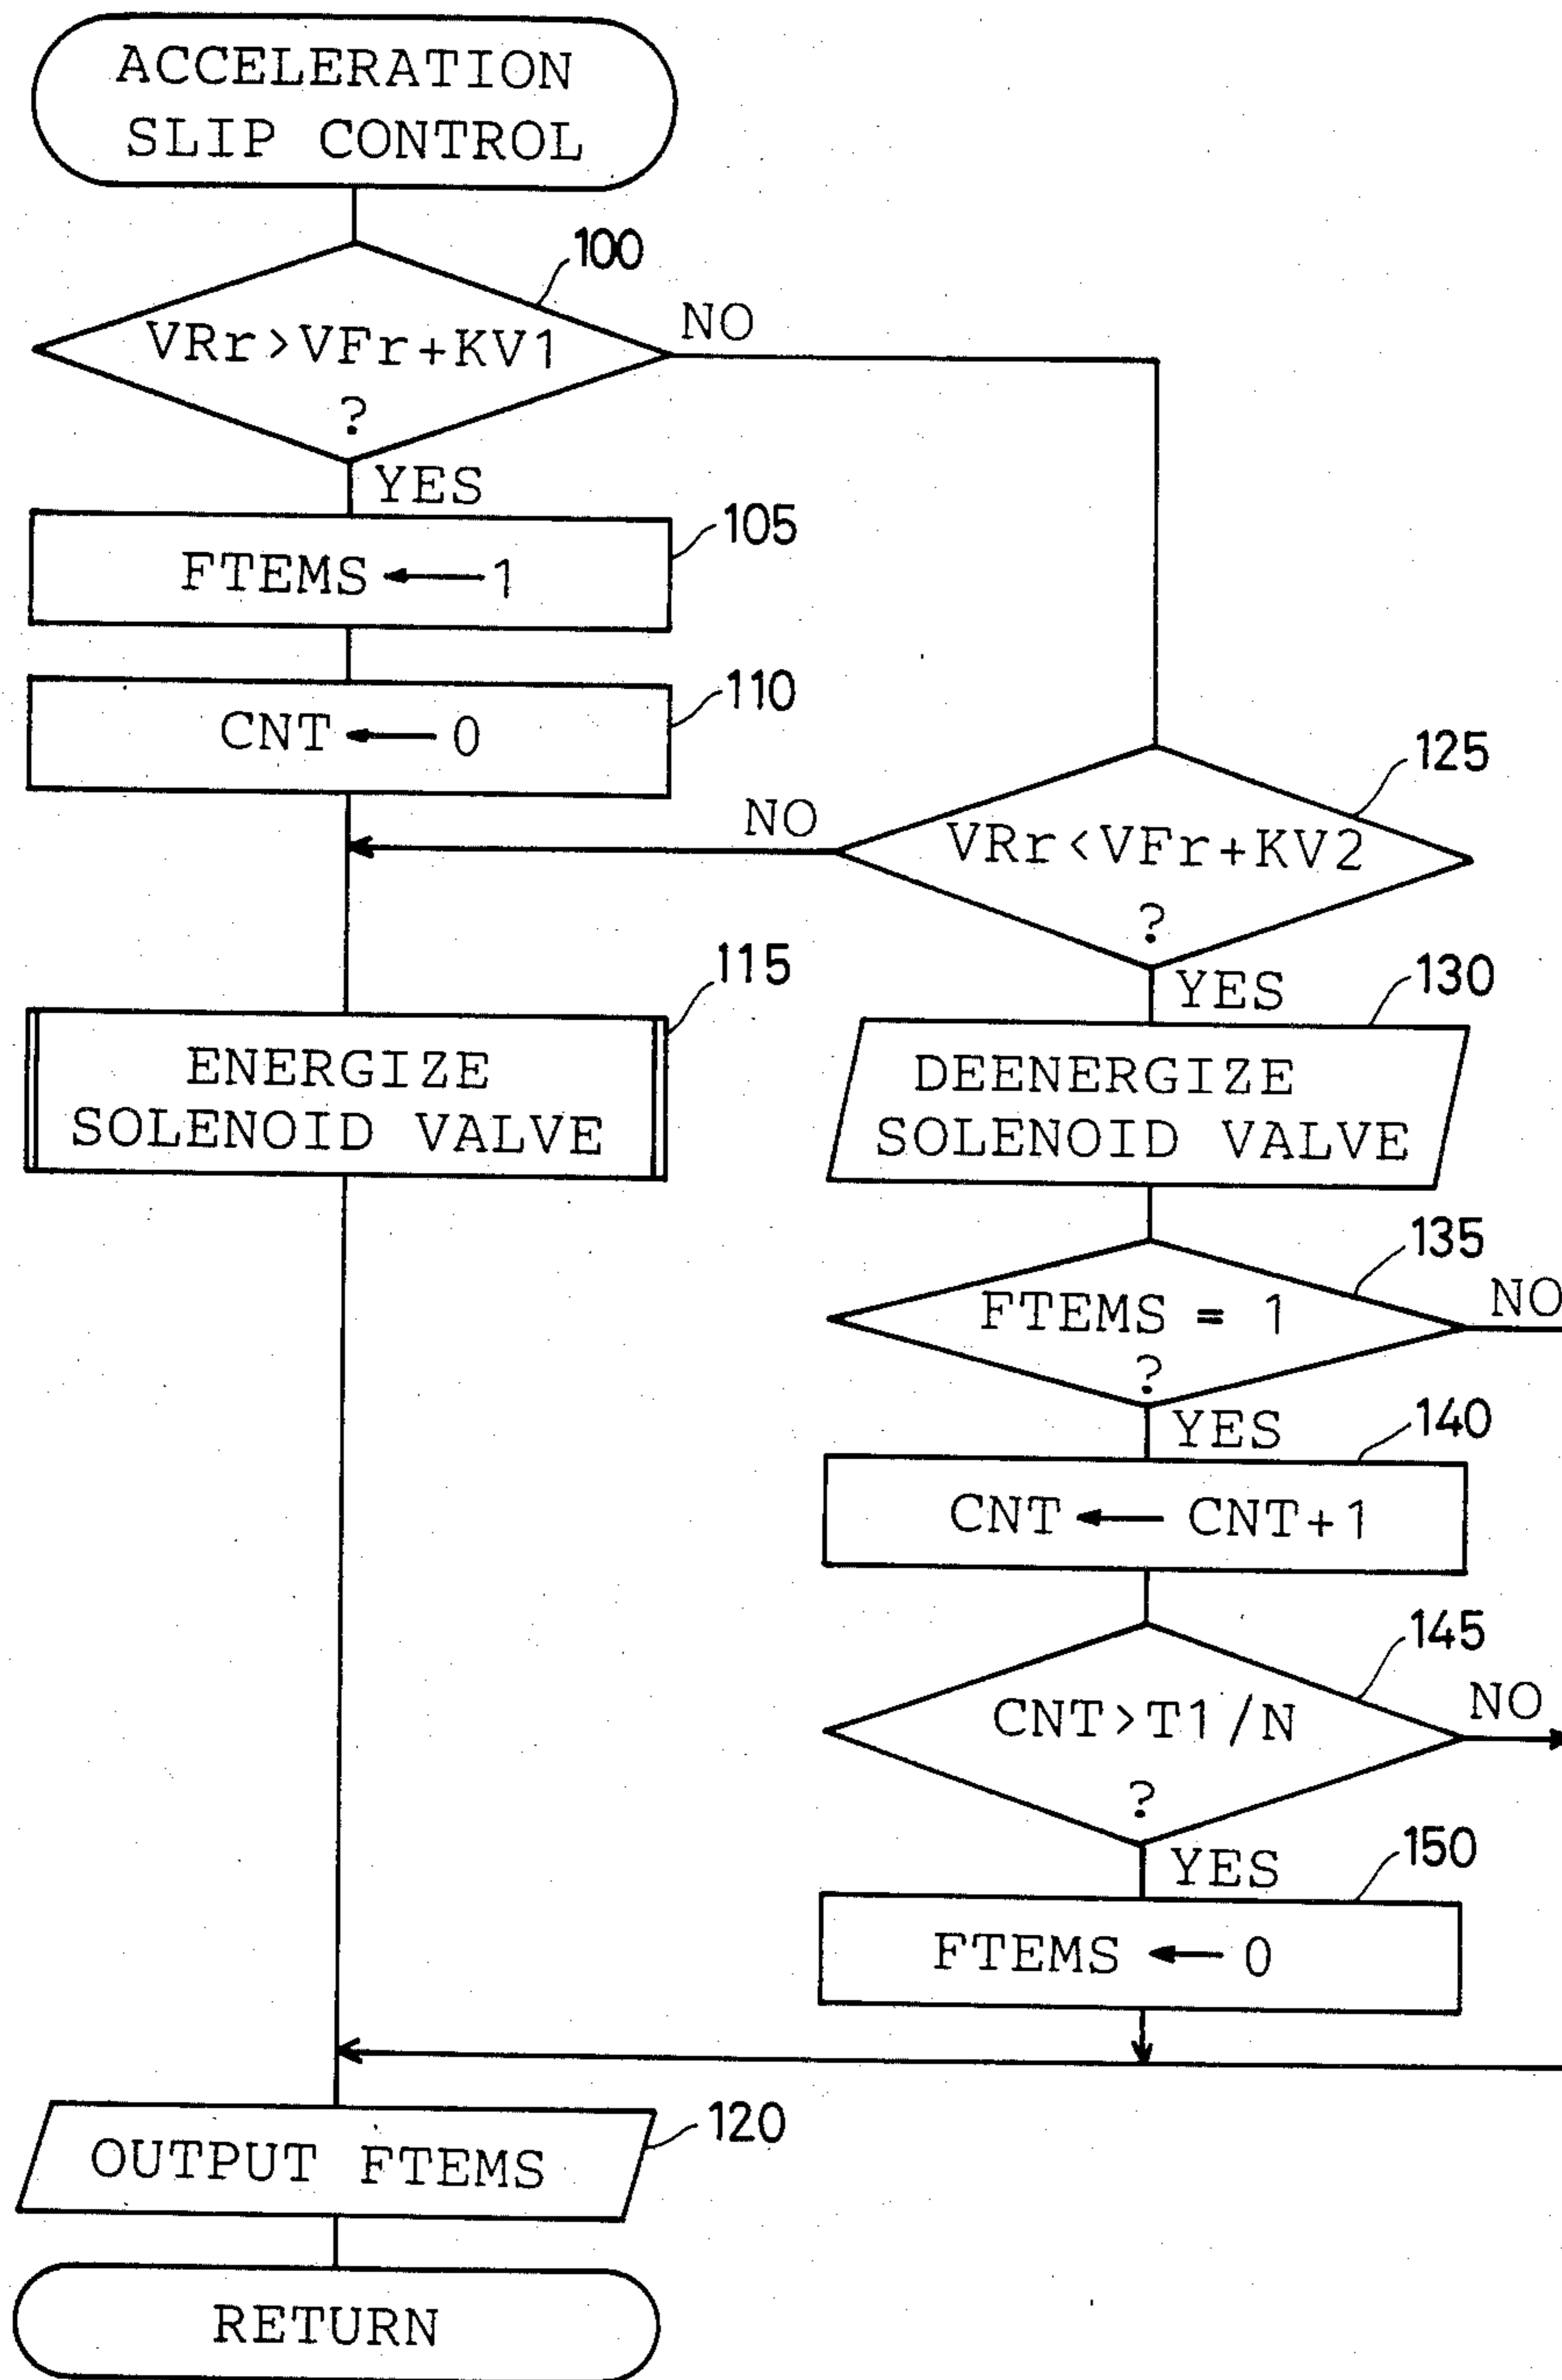 ACCELERATION
SLIP CONTROL
100
VRr>VFr+KV1
?
NO
YES
105
FTEMS ← 1
110
CNT ← 0
125
VRr<VFr+KV2
?
NO
YES
115
ENERGIZE
SOLENOID VALVE
130
DEENERGIZE
SOLENOID VALVE
135
FTEMS = 1
?
NO
YES
140
CNT ← CNT+1
145
CNT>T1/N
?
NO
YES
150
FTEMS ← 0
120
OUTPUT FTEMS
RETURN